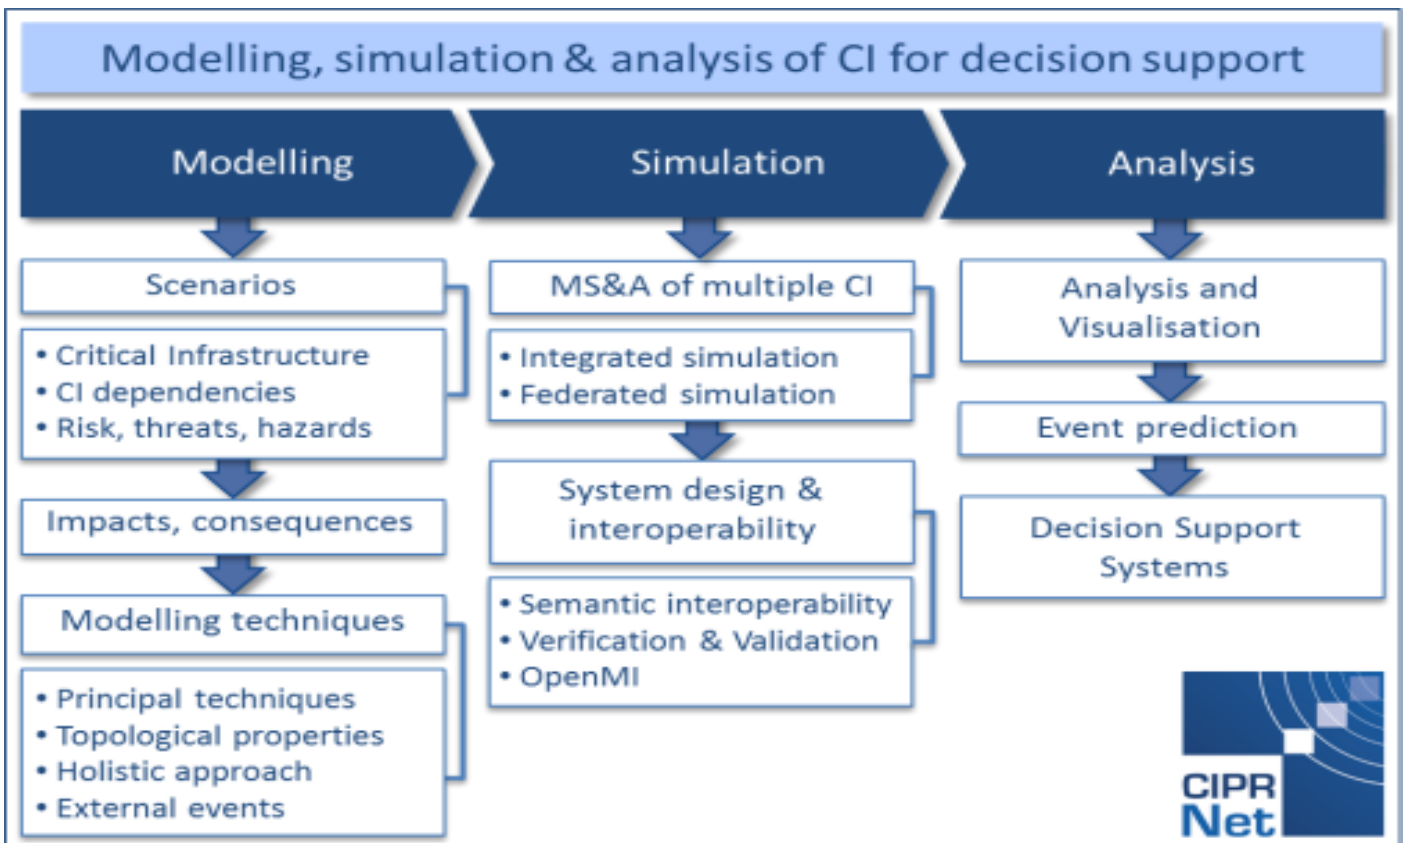 Modelling, simulation & analysis of CI for decision support
Modelling
Simulation
Analysis
Scenarios
• Critical Infrastructure
• CI dependencies
• Risk, threats, hazards
Impacts, consequences
Modelling techniques
• Principal techniques
• Topological properties
• Holistic approach
• External events
MS&A of multiple CI
• Integrated simulation
• Federated simulation
System design &
interoperability
• Semantic interoperability
• Verification & Validation
• OpenMI
Analysis and
Visualisation
Event prediction
Decision Support
Systems
CIPR
Net